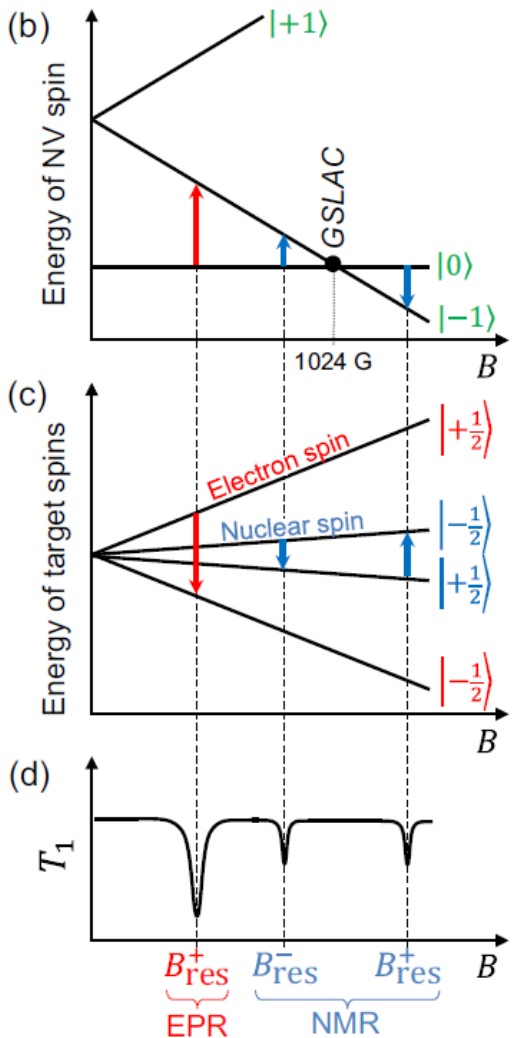 (b)
|+1⟩
Energy of NV spin
GSLAC
|0⟩
|−1⟩
1024 G
B
(c)
|+1/2⟩
Electron spin
Energy of target spins
Nuclear spin
|−1/2⟩
|+1/2⟩
|−1/2⟩
B
(d)
T₁
B⁺res B⁻res B⁺res B
EPR NMR